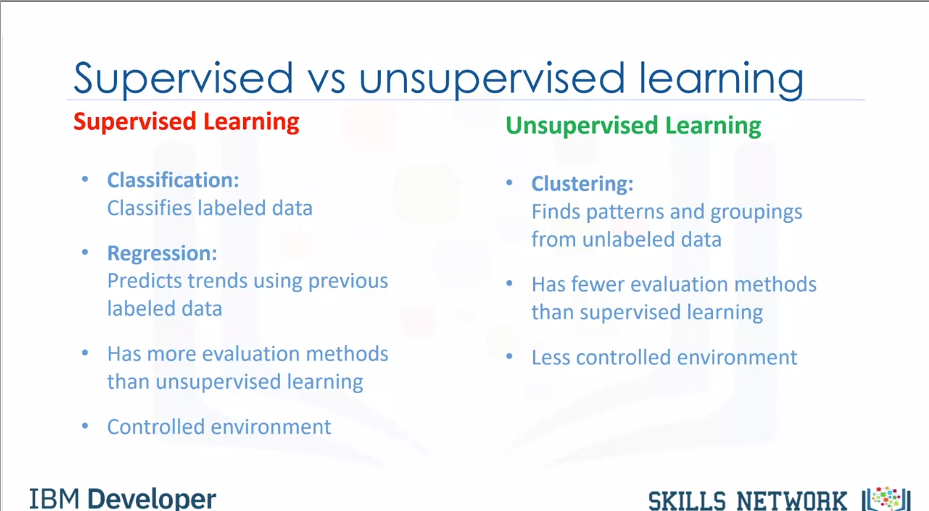 Supervised vs unsupervised learning
Supervised Learning
• Classification:
Classifies labeled data
• Regression:
Predicts trends using previous
labeled data
• Has more evaluation methods
than unsupervised learning
• Controlled environment
Unsupervised Learning
• Clustering:
Finds patterns and groupings
from unlabeled data
• Has fewer evaluation methods
than supervised learning
• Less controlled environment
IBM Developer
SKILLS NETWORK